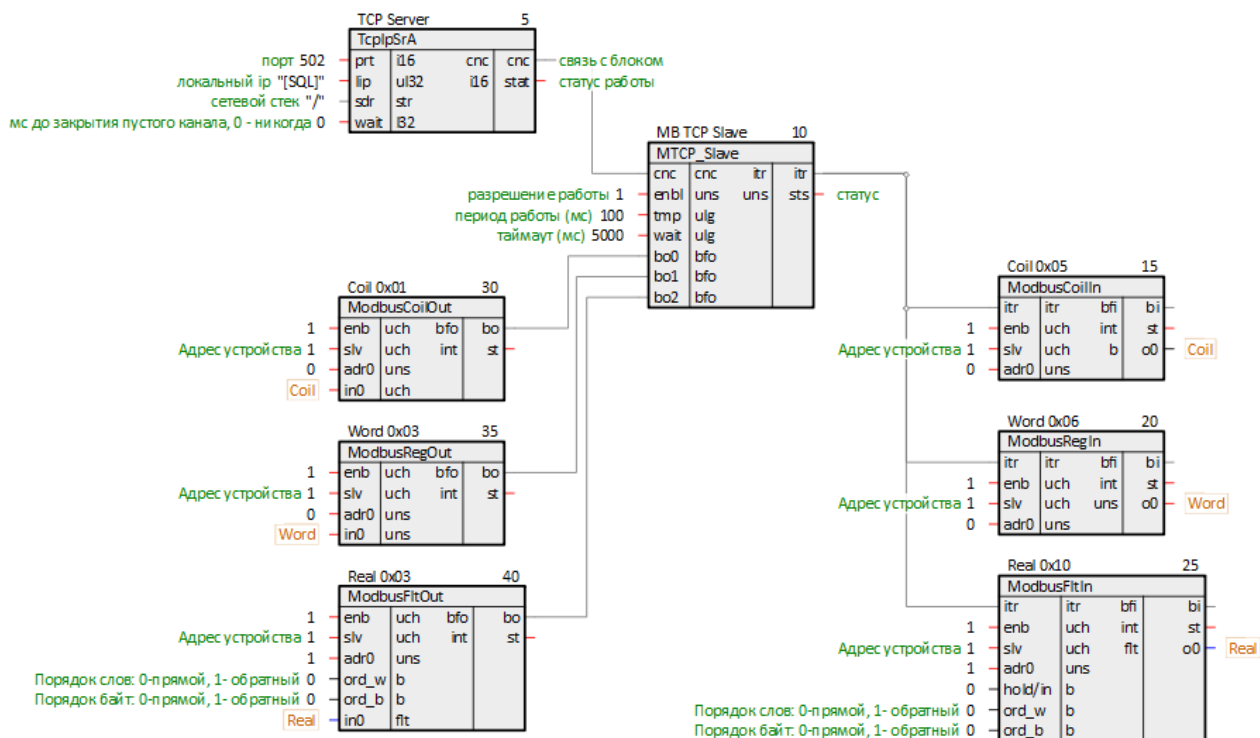 TCP Server 5
TcpIpSrA
порт 502 prt i16 cnc cnc связь с блоком
локальный ip "[SQL]" lip ul32 i16 stat статус работы
сетевой стек "/" sdr str
мс до закрытия пустого канала, 0 - никогда 0 wait l32
MB TCP Slave 10
MTCP_Slave
cnc cnc itr itr
разрешение работы 1 enbl uns uns sts статус
период работы (мс) 100 tmp ulg
таймаут (мс) 5000 wait ulg
bo0 bfo
bo1 bfo
bo2 bfo
Coil 0x01 30
ModbusCoilOut
1 enb uch bfo bo
Адрес устройства 1 slv uch int st
0 adr0 uns
Coil in0 uch
Word 0x03 35
ModbusRegOut
1 enb uch bfo bo
Адрес устройства 1 slv uch int st
0 adr0 uns
Word in0 uns
Real 0x03 40
ModbusFltOut
1 enb uch bfo bo
Адрес устройства 1 slv uch int st
1 adr0 uns
Порядок слов: 0-прямой, 1- обратный 0 ord_w b
Порядок байт: 0-прямой, 1- обратный 0 ord_b b
Real in0 flt
Coil 0x05 15
ModbusCoilIn
itr itr bfi bi
1 enb uch int st
Адрес устройства 1 slv uch b o0 Coil
0 adr0 uns
Word 0x06 20
ModbusRegIn
itr itr bfi bi
1 enb uch int st
Адрес устройства 1 slv uch uns o0 Word
0 adr0 uns
Real 0x10 25
ModbusFltIn
itr itr bfi bi
1 enb uch int st
Адрес устройства 1 slv uch flt o0 Real
1 adr0 uns
0 hold/in b
Порядок слов: 0-прямой, 1- обратный 0 ord_w b
Порядок байт: 0-прямой, 1- обратный 0 ord_b b